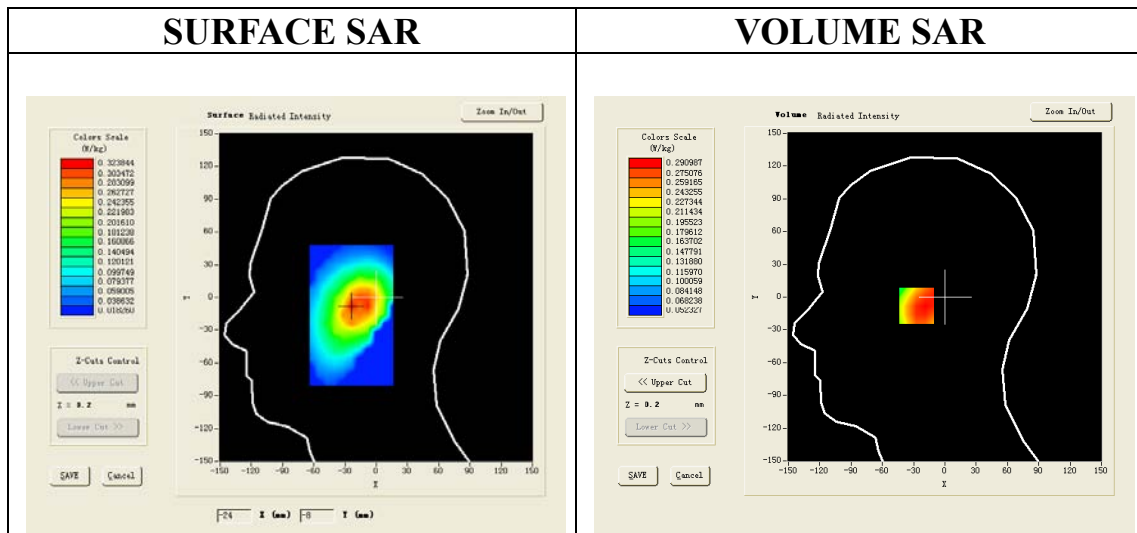 SURFACE SAR
VOLUME SAR
Surface Radiated Intensity
Zoom In/Out
Colors Scale
(W/kg)
0.323844
0.303472
0.283099
0.262727
0.242355
0.221983
0.201610
0.181238
0.160866
0.140494
0.120121
0.099749
0.079377
0.059005
0.038632
0.018260
150
120
90
60
30
0
-30
-60
-90
-120
-150
Y
-150 -120 -90 -60 -30 0 30 60 90 120 150
X
Z-Cuts Control
<< Upper Cut
Z = 0.2 mm
Lower Cut >>
SAVE Cancel
-24 X (mm) -8 Y (mm)
Volume Radiated Intensity
Zoom In/Out
Colors Scale
(W/kg)
0.290987
0.275076
0.259165
0.243255
0.227344
0.211434
0.195523
0.179612
0.163702
0.147791
0.131880
0.115970
0.100059
0.084148
0.068238
0.052327
150
120
90
60
30
0
-30
-60
-90
-120
-150
Y
-150 -120 -90 -60 -30 0 30 60 90 120 150
X
Z-Cuts Control
<< Upper Cut
Z = 0.2 mm
Lower Cut >>
SAVE Cancel